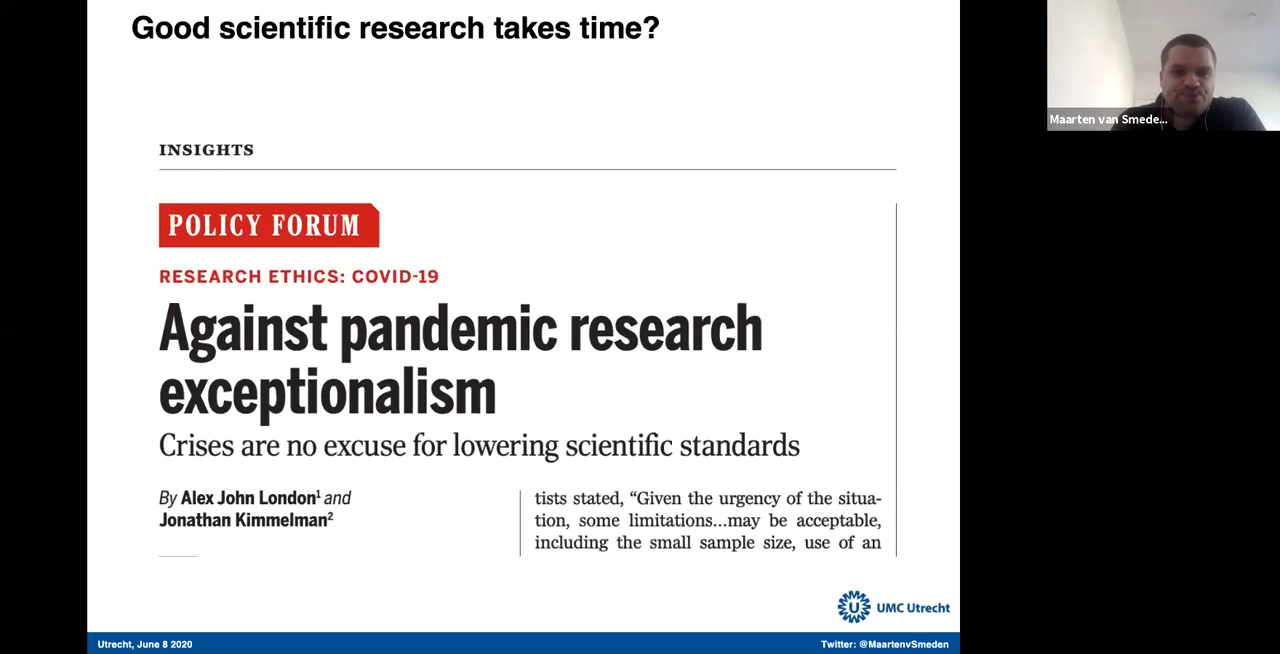 Good scientific research takes time?
Maarten van Smede...
INSIGHTS
POLICY FORUM
RESEARCH ETHICS: COVID-19
Against pandemic research
exceptionalism
Crises are no excuse for lowering scientific standards
By Alex John London¹ and
Jonathan Kimmelman²
tists stated, “Given the urgency of the situa-
tion, some limitations...may be acceptable,
including the small sample size, use of an
UMC Utrecht
Utrecht, June 8 2020
Twitter: @MaartenvSmeden